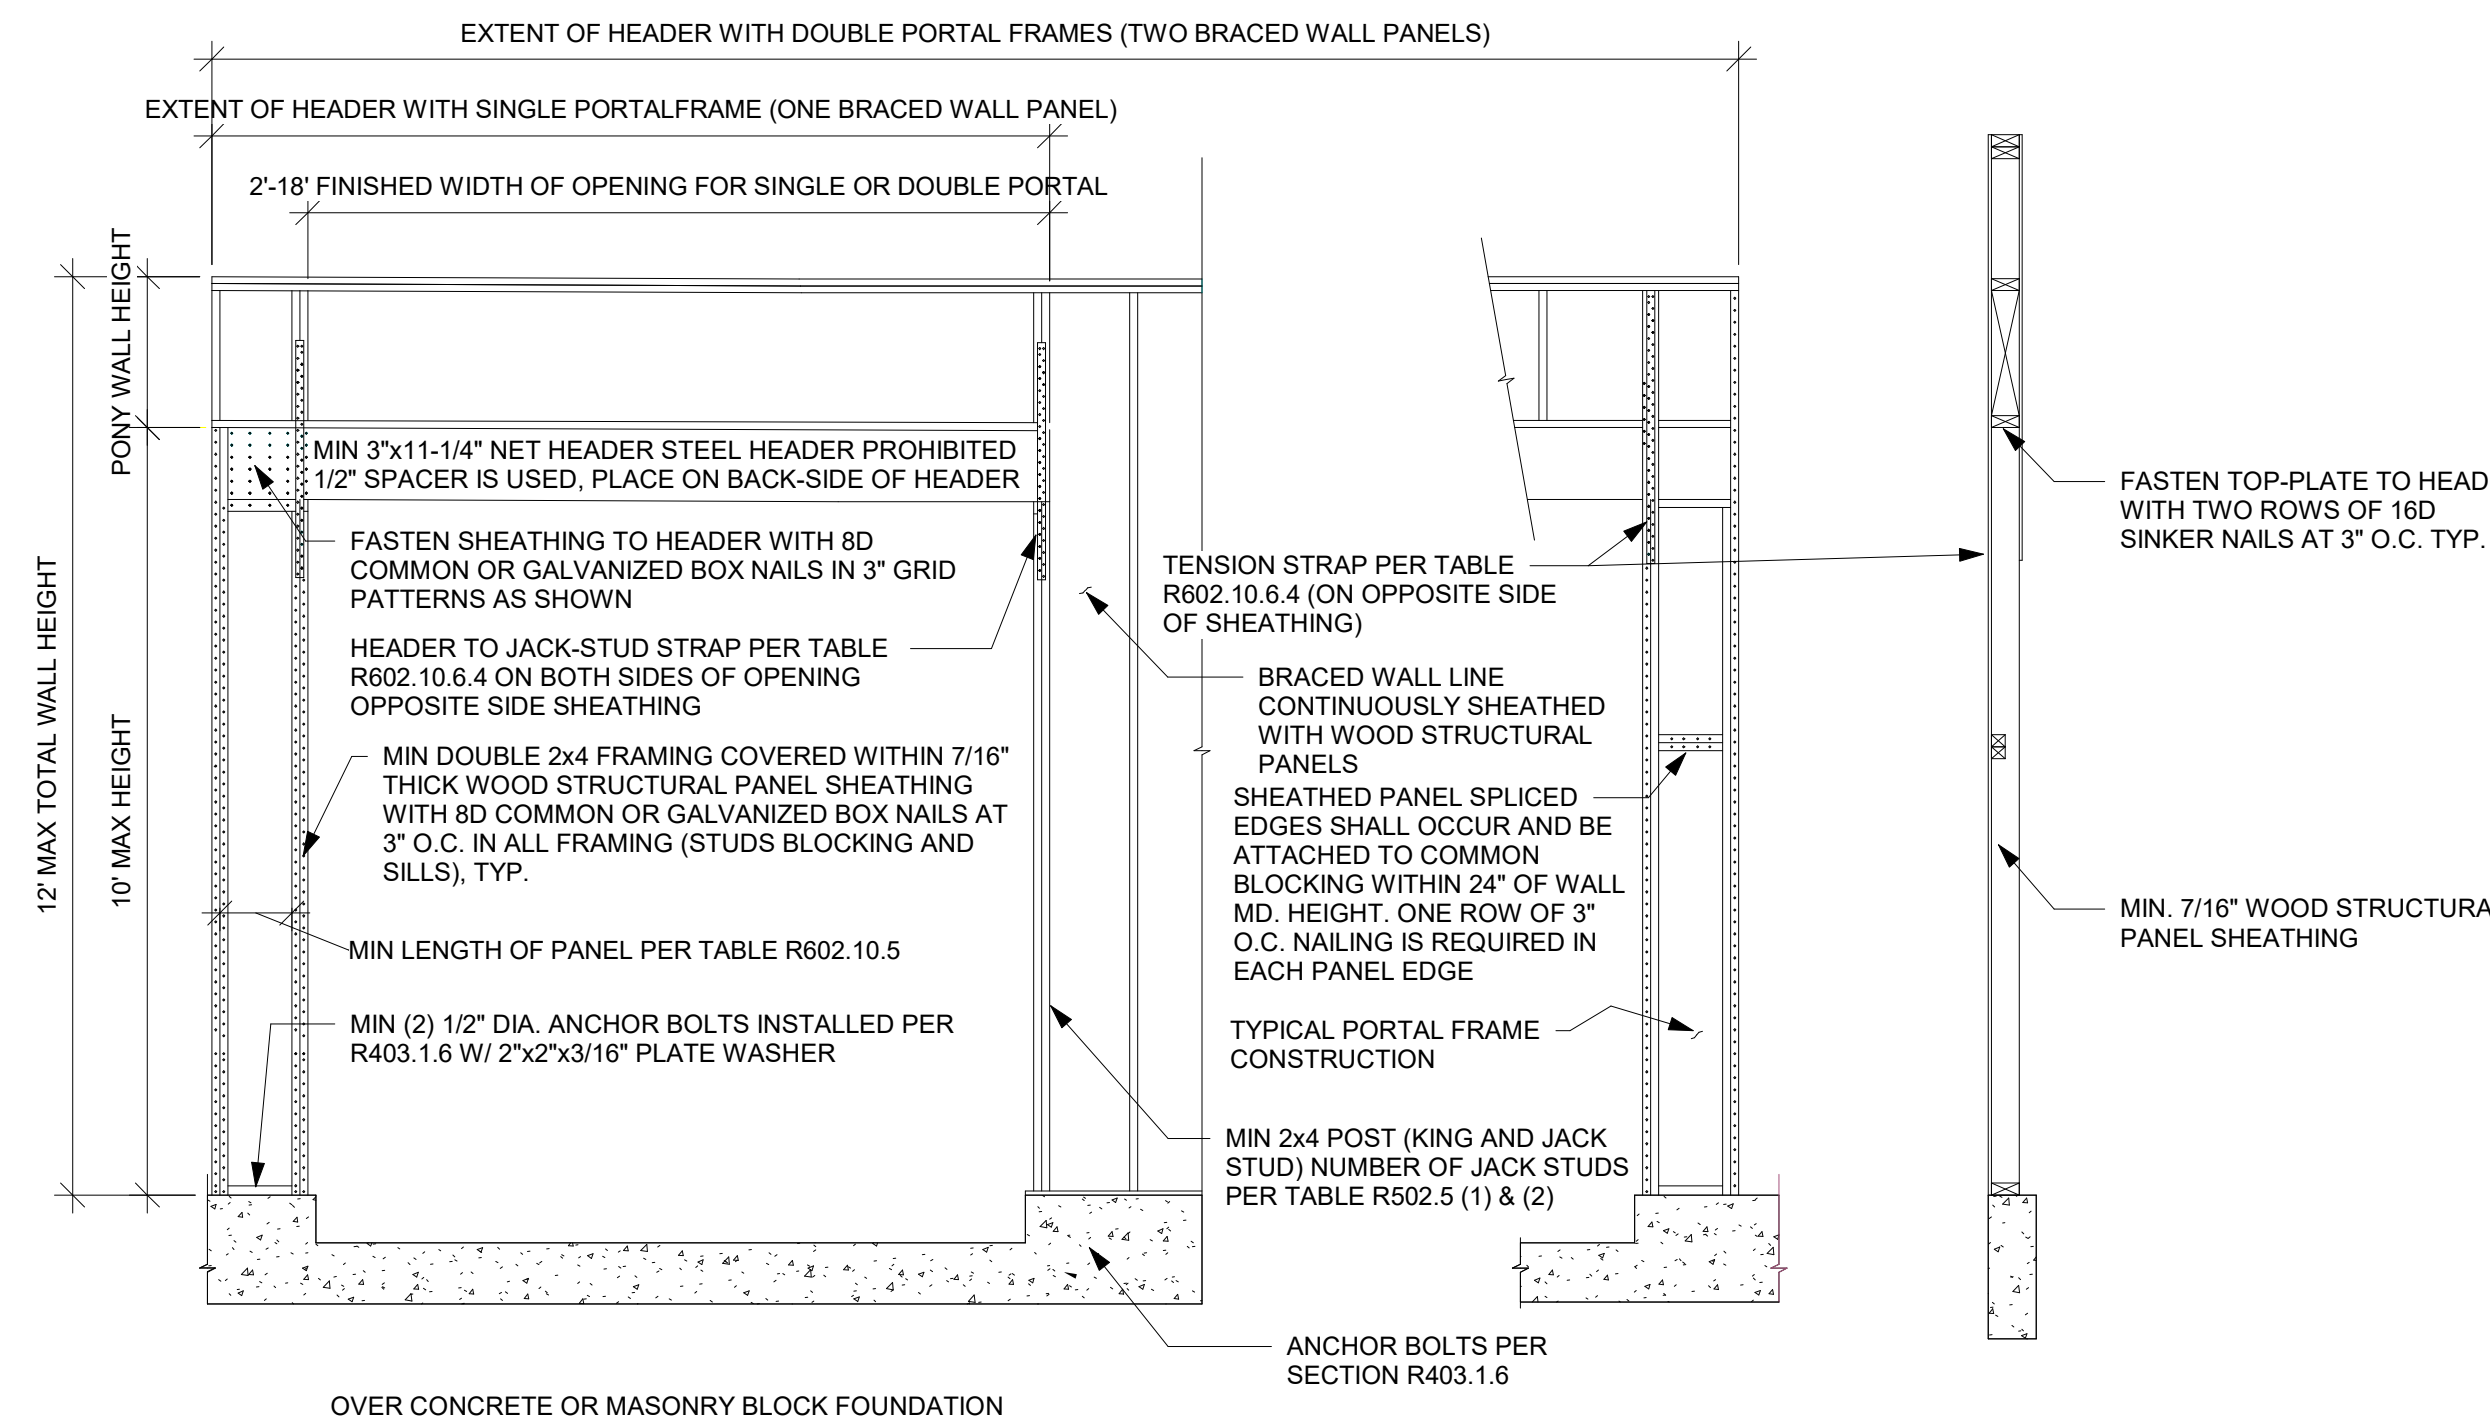 EXTENT OF HEADER WITH DOUBLE PORTAL FRAMES (TWO BRACED WALL PANELS)
EXTENT OF HEADER WITH SINGLE PORTALFRAME (ONE BRACED WALL PANEL)
2'-18' FINISHED WIDTH OF OPENING FOR SINGLE OR DOUBLE PORTAL
PONY WALL HEIGHT
12' MAX TOTAL WALL HEIGHT
10' MAX HEIGHT
MIN 3"x11-1/4" NET HEADER STEEL HEADER PROHIBITED
1/2" SPACER IS USED, PLACE ON BACK-SIDE OF HEADER
FASTEN SHEATHING TO HEADER WITH 8D
COMMON OR GALVANIZED BOX NAILS IN 3" GRID
PATTERNS AS SHOWN
HEADER TO JACK-STUD STRAP PER TABLE
R602.10.6.4 ON BOTH SIDES OF OPENING
OPPOSITE SIDE SHEATHING
MIN DOUBLE 2x4 FRAMING COVERED WITHIN 7/16"
THICK WOOD STRUCTURAL PANEL SHEATHING
WITH 8D COMMON OR GALVANIZED BOX NAILS AT
3" O.C. IN ALL FRAMING (STUDS BLOCKING AND
SILLS), TYP.
MIN LENGTH OF PANEL PER TABLE R602.10.5
MIN (2) 1/2" DIA. ANCHOR BOLTS INSTALLED PER
R403.1.6 W/ 2"x2"x3/16" PLATE WASHER
TENSION STRAP PER TABLE
R602.10.6.4 (ON OPPOSITE SIDE
OF SHEATHING)
BRACED WALL LINE
CONTINUOUSLY SHEATHED
WITH WOOD STRUCTURAL
PANELS
SHEATHED PANEL SPLICED
EDGES SHALL OCCUR AND BE
ATTACHED TO COMMON
BLOCKING WITHIN 24" OF WALL
MD. HEIGHT. ONE ROW OF 3"
O.C. NAILING IS REQUIRED IN
EACH PANEL EDGE
TYPICAL PORTAL FRAME
CONSTRUCTION
MIN 2x4 POST (KING AND JACK
STUD) NUMBER OF JACK STUDS
PER TABLE R502.5 (1) & (2)
ANCHOR BOLTS PER
SECTION R403.1.6
FASTEN TOP-PLATE TO HEAD
WITH TWO ROWS OF 16D
SINKER NAILS AT 3" O.C. TYP.
MIN. 7/16" WOOD STRUCTURA
PANEL SHEATHING
OVER CONCRETE OR MASONRY BLOCK FOUNDATION